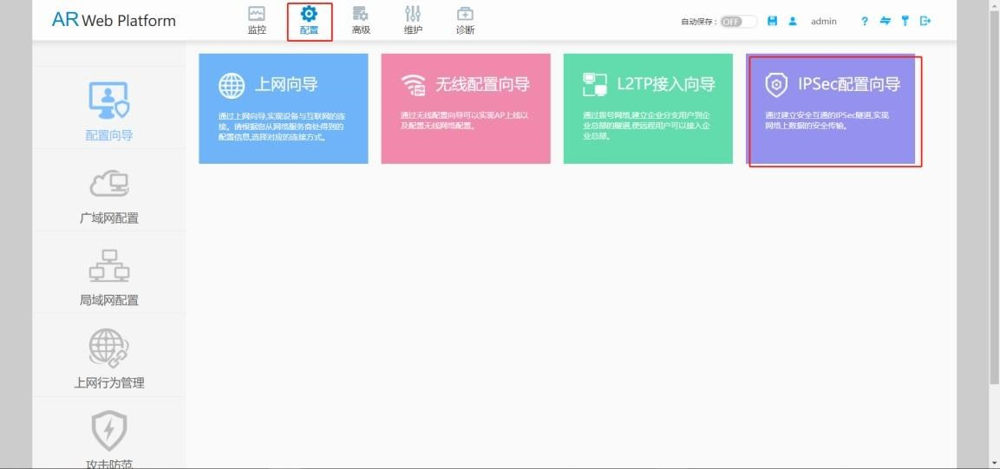 AR Web Platform
监控
配置
高级
维护
诊断
自动保存：
OFF
admin
?
配置向导
广域网配置
局域网配置
上网行为管理
攻击防范
上网向导
通过上网向导,实现设备与互联网的连
接。请根据您从网络服务商处得到的
配置信息,选择对应的连接方式。
无线配置向导
通过无线配置向导可以实现AP上线以
及配置无线网络配置。
L2TP接入向导
通过拨号网络,建立企业分支用户到企
业总部的隧道,使远程用户可以接入企
业总部。
IPSec配置向导
通过建立安全互通的IPSec隧道,实现
网络上数据的安全传输。